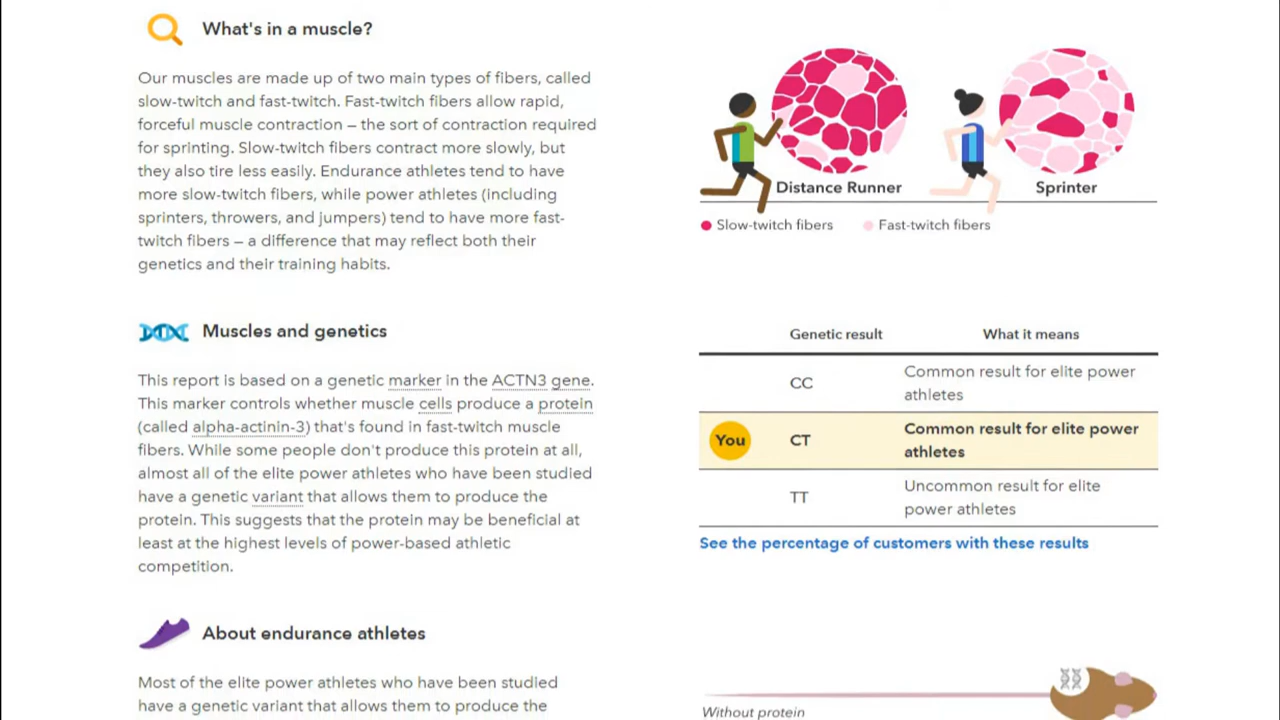 What's in a muscle?
Our muscles are made up of two main types of fibers, called
slow-twitch and fast-twitch. Fast-twitch fibers allow rapid,
forceful muscle contraction – the sort of contraction required
for sprinting. Slow-twitch fibers contract more slowly, but
they also tire less easily. Endurance athletes tend to have
more slow-twitch fibers, while power athletes (including
sprinters, throwers, and jumpers) tend to have more fast-
twitch fibers – a difference that may reflect both their
genetics and their training habits.
Distance Runner
Sprinter
Slow-twitch fibers
Fast-twitch fibers
Muscles and genetics
This report is based on a genetic marker in the ACTN3 gene.
This marker controls whether muscle cells produce a protein
(called alpha-actinin-3) that's found in fast-twitch muscle
fibers. While some people don't produce this protein at all,
almost all of the elite power athletes who have been studied
have a genetic variant that allows them to produce the
protein. This suggests that the protein may be beneficial at
least at the highest levels of power-based athletic
competition.
Genetic result What it means
CC Common result for elite power
athletes
You CT Common result for elite power
athletes
TT Uncommon result for elite
power athletes
See the percentage of customers with these results
About endurance athletes
Most of the elite power athletes who have been studied
have a genetic variant that allows them to produce the
Without protein